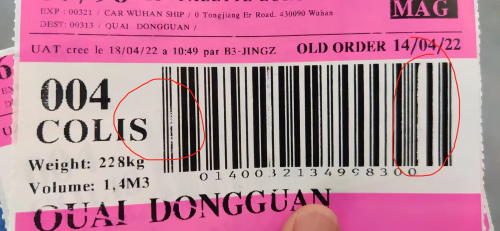 MAG
EXP : 00321 / CAR WUHAN SHIP / 0 Tongjiang Er Road. 430090 Wuhan
DEST: 00313 / QUAI DONGGUAN /
UAT cree le 18/04/22 a 10:49 par B3-JINGZ OLD ORDER 14/04/22
004
COLIS
Weight: 228kg
Volume: 1,4M3
01400321349983000
QUAI DONGGUAN